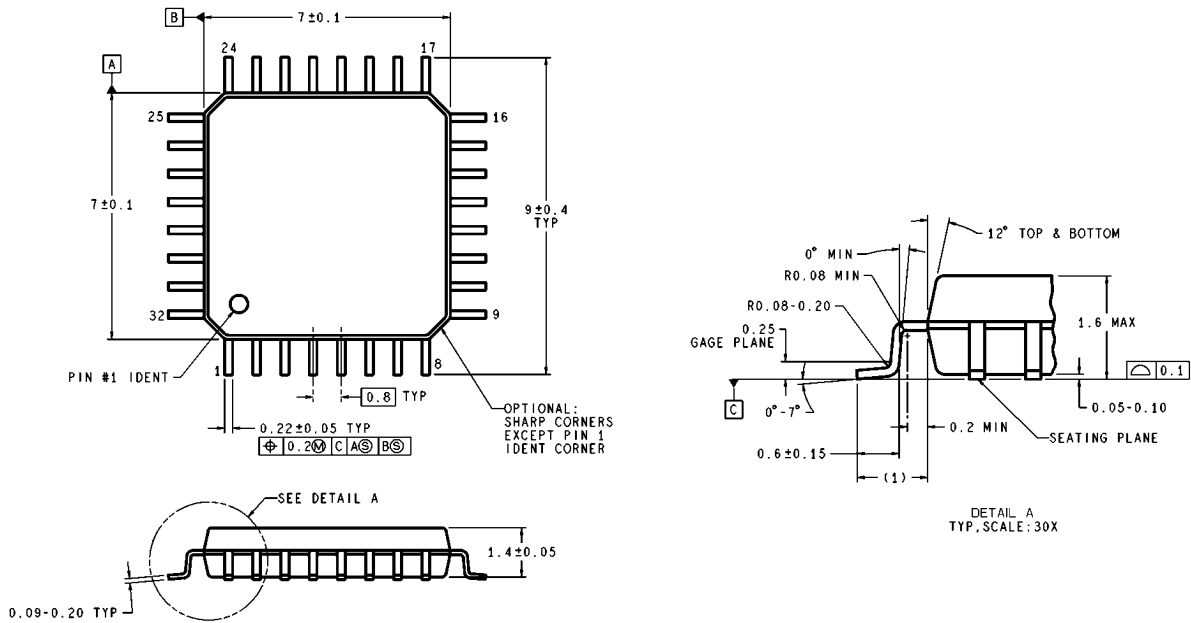 B
7±0.1
24
17
A
25
16
7±0.1
9±0.4
TYP
32
9
1
8
PIN #1 IDENT
0.8 TYP
0.22±0.05 TYP
⌖ 0.2Ⓜ C AⓈ BⓈ
OPTIONAL:
SHARP CORNERS
EXCEPT PIN 1
IDENT CORNER
SEE DETAIL A
1.4±0.05
0.09-0.20 TYP
12° TOP & BOTTOM
0° MIN
R0.08 MIN
R0.08-0.20
0.25
GAGE PLANE
1.6 MAX
⌓ 0.1
C
0°-7°
0.05-0.10
0.2 MIN
SEATING PLANE
0.6±0.15
(1)
DETAIL A
TYP,SCALE:30X